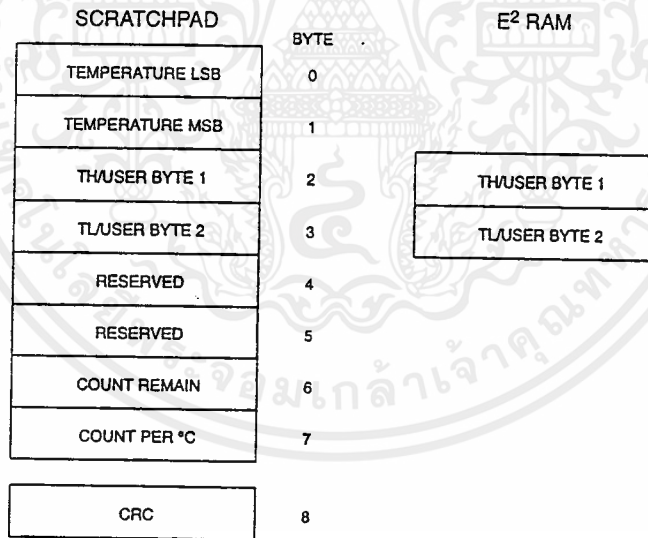 SCRATCHPAD
BYTE
E² RAM
TEMPERATURE LSB 0
TEMPERATURE MSB 1
TH/USER BYTE 1 2 TH/USER BYTE 1
TL/USER BYTE 2 3 TL/USER BYTE 2
RESERVED 4
RESERVED 5
COUNT REMAIN 6
COUNT PER °C 7
CRC 8